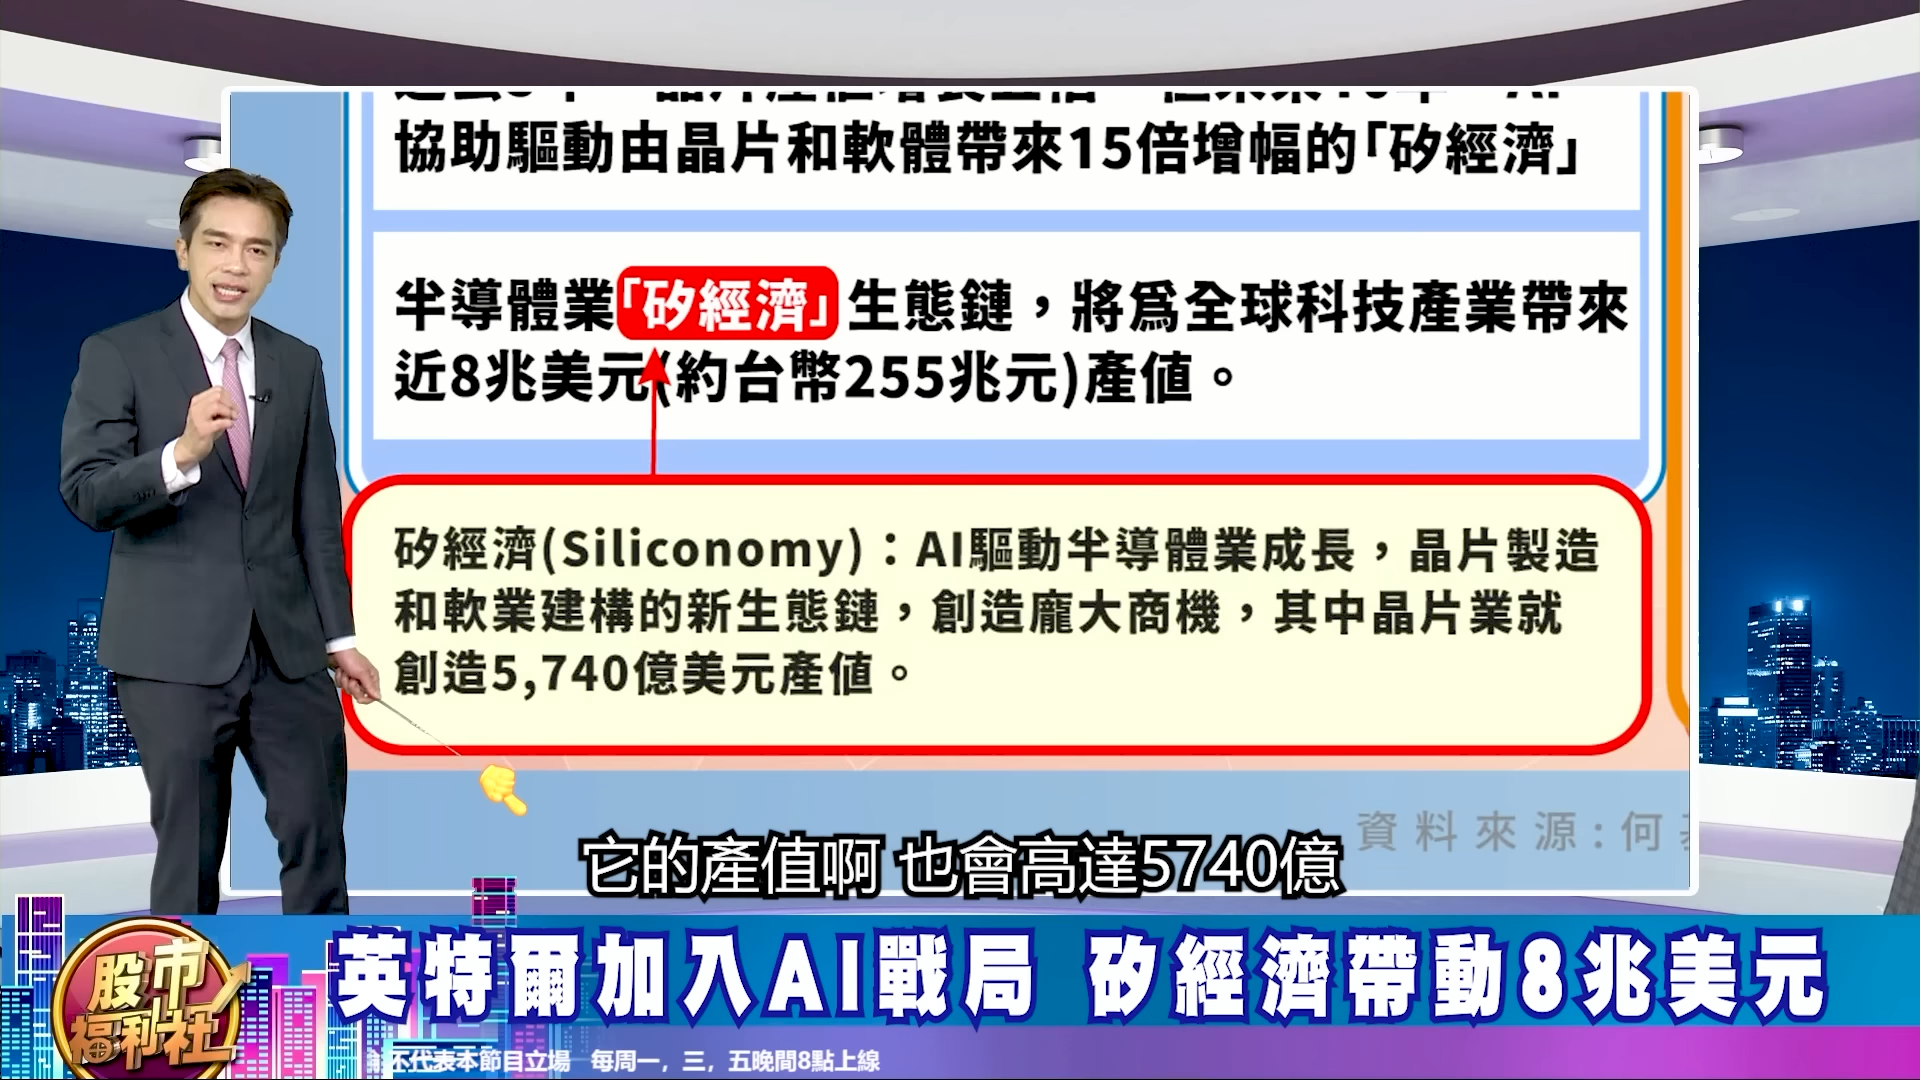 協助驅動由晶片和軟體帶來15倍增幅的「矽經濟」
半導體業「矽經濟」生態鏈，將為全球科技產業帶來
近8兆美元(約台幣255兆元)產值。
矽經濟(Siliconomy)：AI驅動半導體業成長，晶片製造
和軟業建構的新生態鏈，創造龐大商機，其中晶片業就
創造5,740億美元產值。
資料來源:何
它的產值啊 也會高達5740億
英特爾加入AI戰局 矽經濟帶動8兆美元
股市
福利社
不代表本節目立場 每周一，三，五晚間8點上線